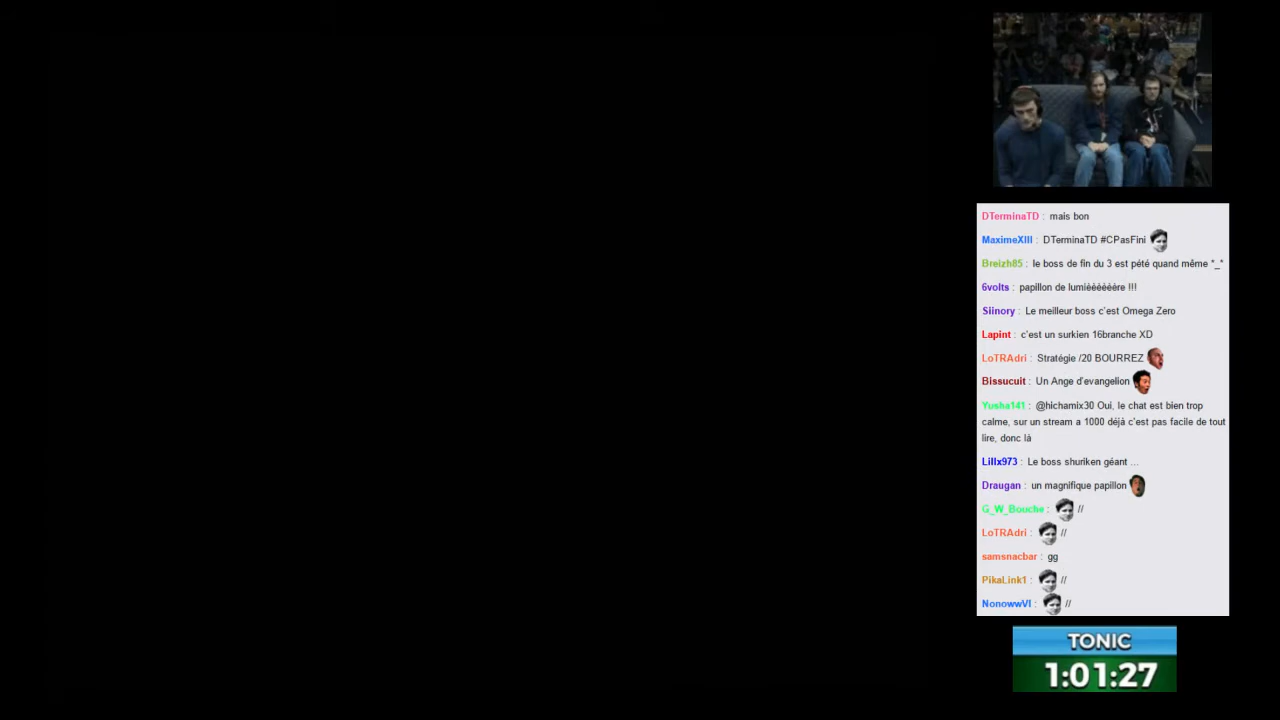 DTerminaTD : mais bon
MaximeXIII : DTerminaTD #CPasFini
Breizh85 : le boss de fin du 3 est pété quand même *_*
6volts : papillon de lumièèèèère !!!
Siinory : Le meilleur boss c'est Omega Zero
Lapint : c'est un surkien 16branche XD
LoTRAdri : Stratégie /20 BOURREZ
Bissucuit : Un Ange d'evangelion
Yusha141 : @hichamix30 Oui, le chat est bien trop
calme, sur un stream a 1000 déjà c'est pas facile de tout
lire, donc là
Lillx973 : Le boss shuriken géant ...
Draugan : un magnifique papillon
G_W_Bouche : //
LoTRAdri : //
samsnacbar : gg
PikaLink1 : //
NonowwVI : //
TONIC
1:01:27